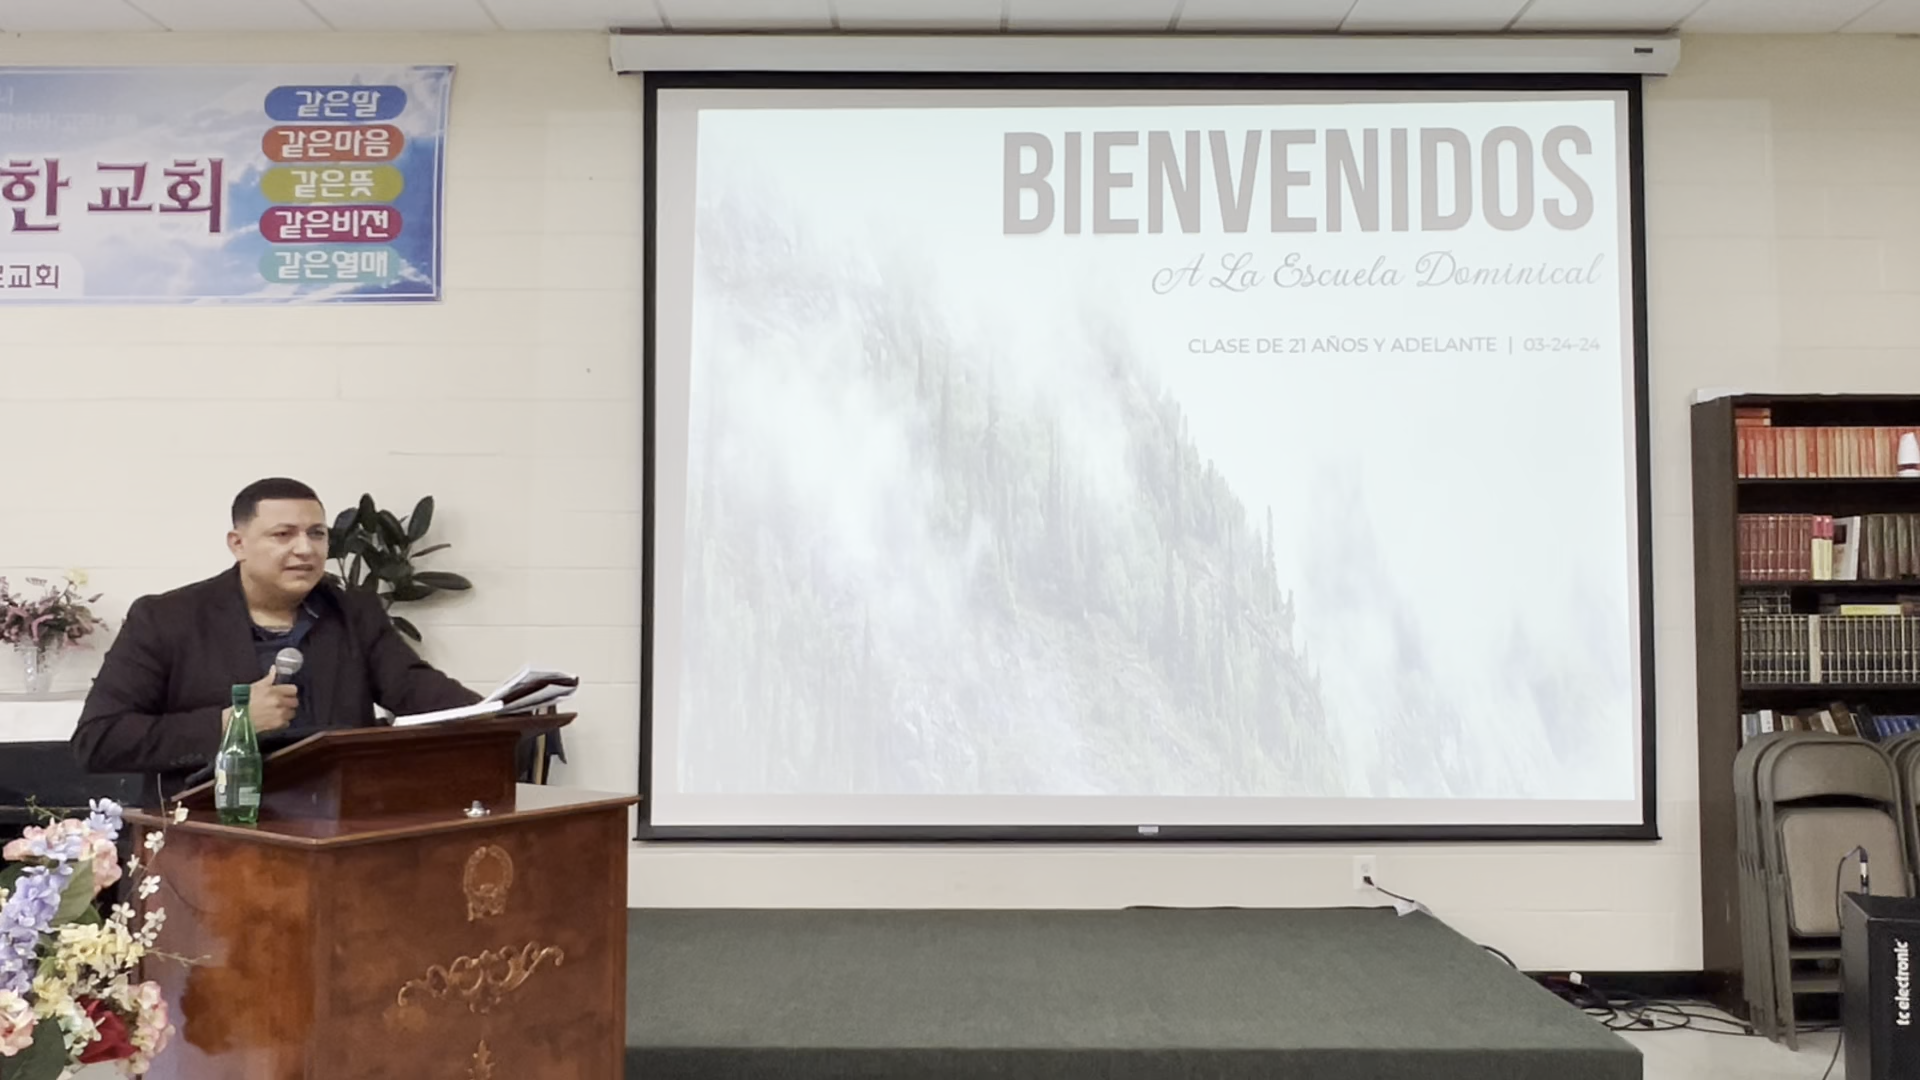 같은말
같은마음
한 교회
같은뜻
같은비전
같은열매
교회
BIENVENIDOS
A La Escuela Dominical
CLASE DE 21 AÑOS Y ADELANTE | 03-24-24
tc electronic